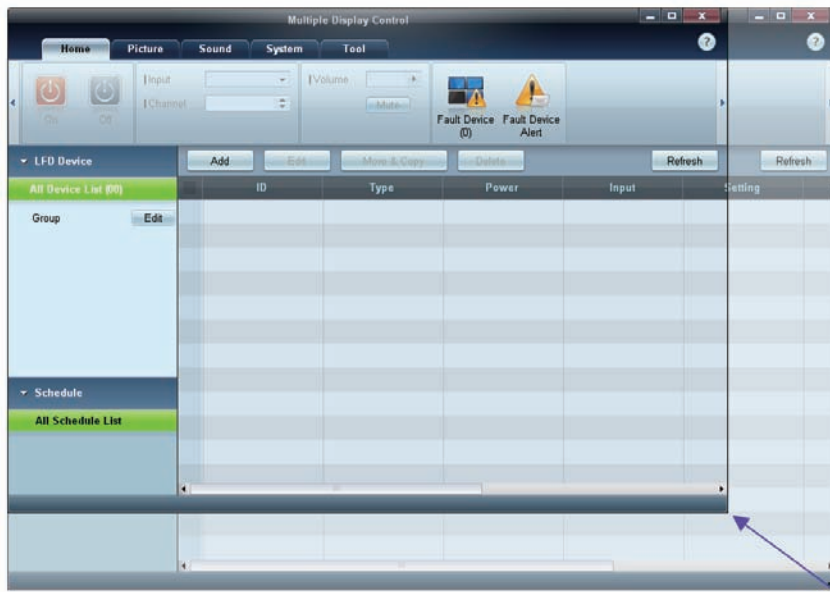 Multiple Display Control
Home Picture Sound System Tool
Input
Volume
On Off
Channel
Mute
Fault Device (0)
Fault Device Alert
LFD Device
Add Edit Move & Copy Delete Refresh Refresh
All Device List (00)
ID Type Power Input Setting
Group Edit
Schedule
All Schedule List